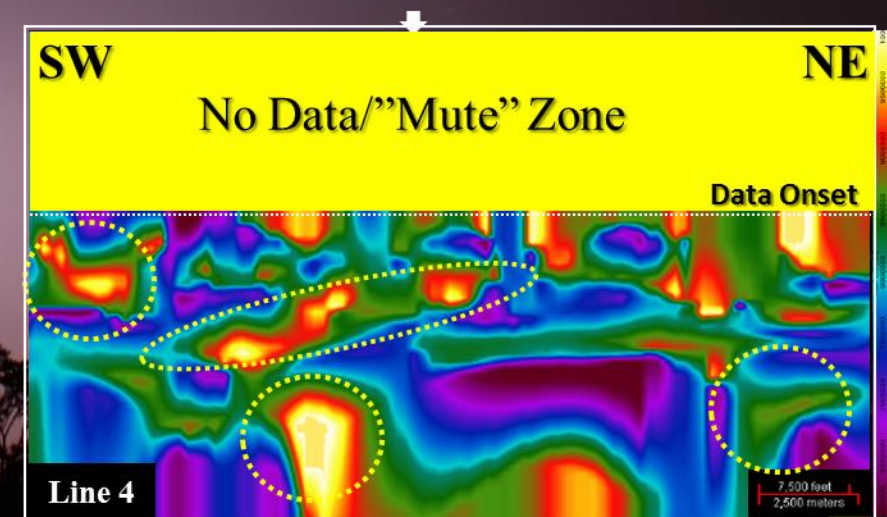 SW
NE
No Data/”Mute” Zone
Data Onset
Line 4
7,500 feet
2,500 meters